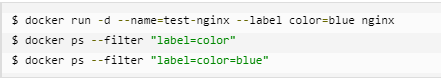 $ docker run -d --name=test-nginx --label color=blue nginx
$ docker ps --filter "label=color"
$ docker ps --filter "label=color=blue"